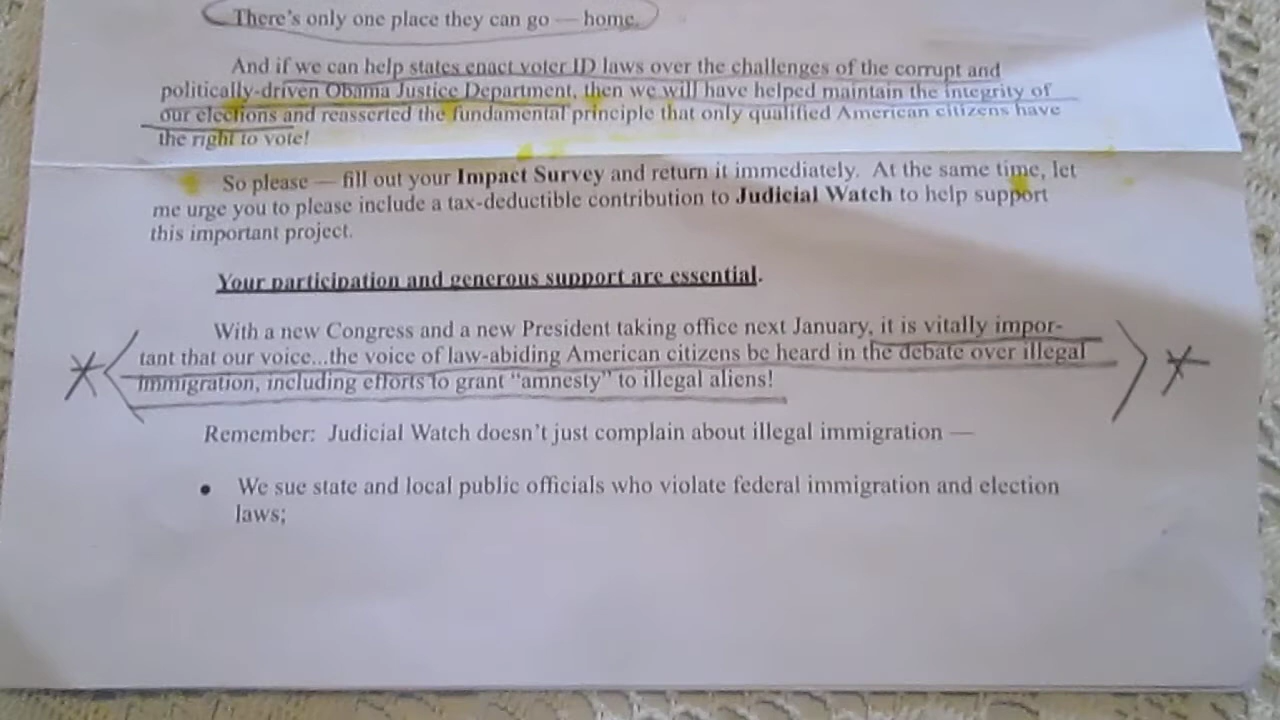 There's only one place they can go — home.
And if we can help states enact voter ID laws over the challenges of the corrupt and
politically-driven Obama Justice Department, then we will have helped maintain the integrity of
our elections and reasserted the fundamental principle that only qualified American citizens have
the right to vote!
So please — fill out your Impact Survey and return it immediately. At the same time, let
me urge you to please include a tax-deductible contribution to Judicial Watch to help support
this important project.
Your participation and generous support are essential.
With a new Congress and a new President taking office next January, it is vitally impor-
tant that our voice...the voice of law-abiding American citizens be heard in the debate over illegal
immigration, including efforts to grant "amnesty" to illegal aliens!
Remember: Judicial Watch doesn't just complain about illegal immigration —
• We sue state and local public officials who violate federal immigration and election
laws;